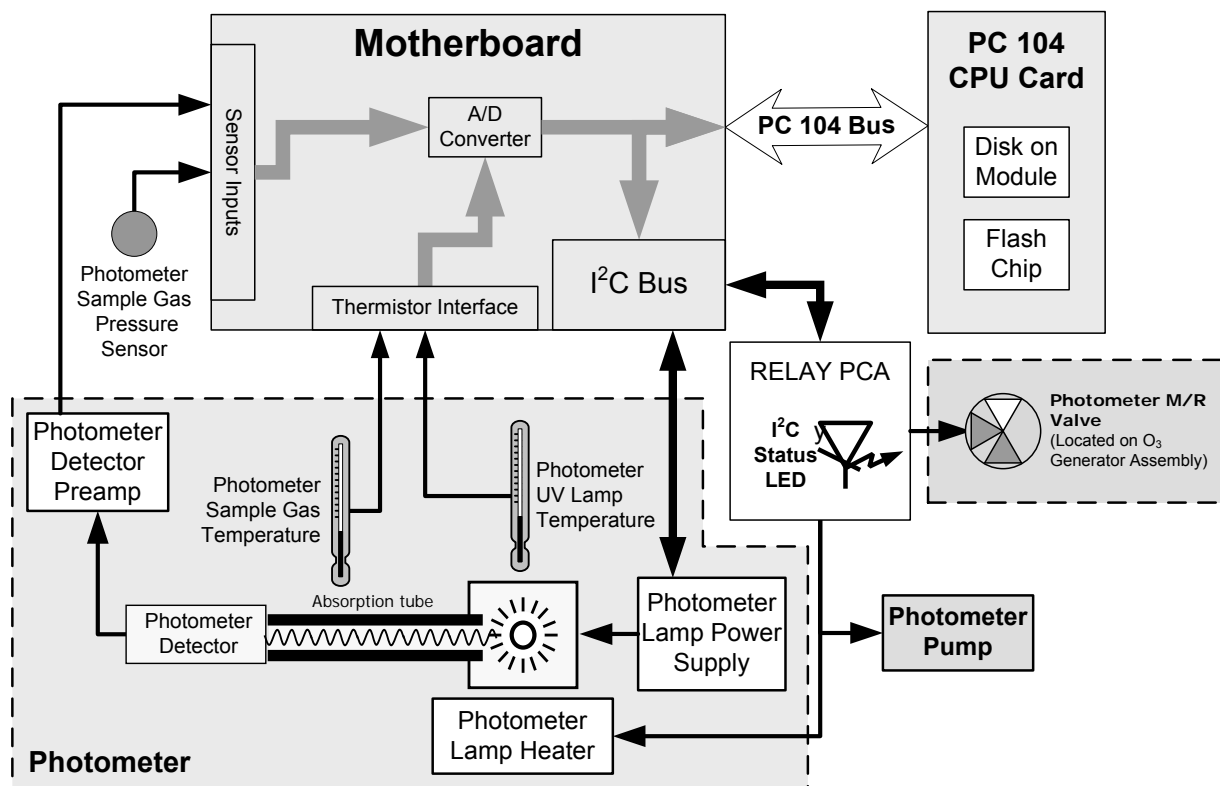 Motherboard
PC 104
CPU Card
Sensor Inputs
A/D
Converter
PC 104 Bus
Disk on
Module
Flash
Chip
Photometer
Sample Gas
Pressure
Sensor
I²C Bus
Thermistor Interface
RELAY PCA
I²C
Status
LED
y
Photometer M/R
Valve
(Located on O₃
Generator Assembly)
Photometer
Detector
Preamp
Photometer
Sample Gas
Temperature
Photometer
UV Lamp
Temperature
Absorption tube
Photometer
Detector
Photometer
Lamp Power
Supply
Photometer
Pump
Photometer
Lamp Heater
Photometer